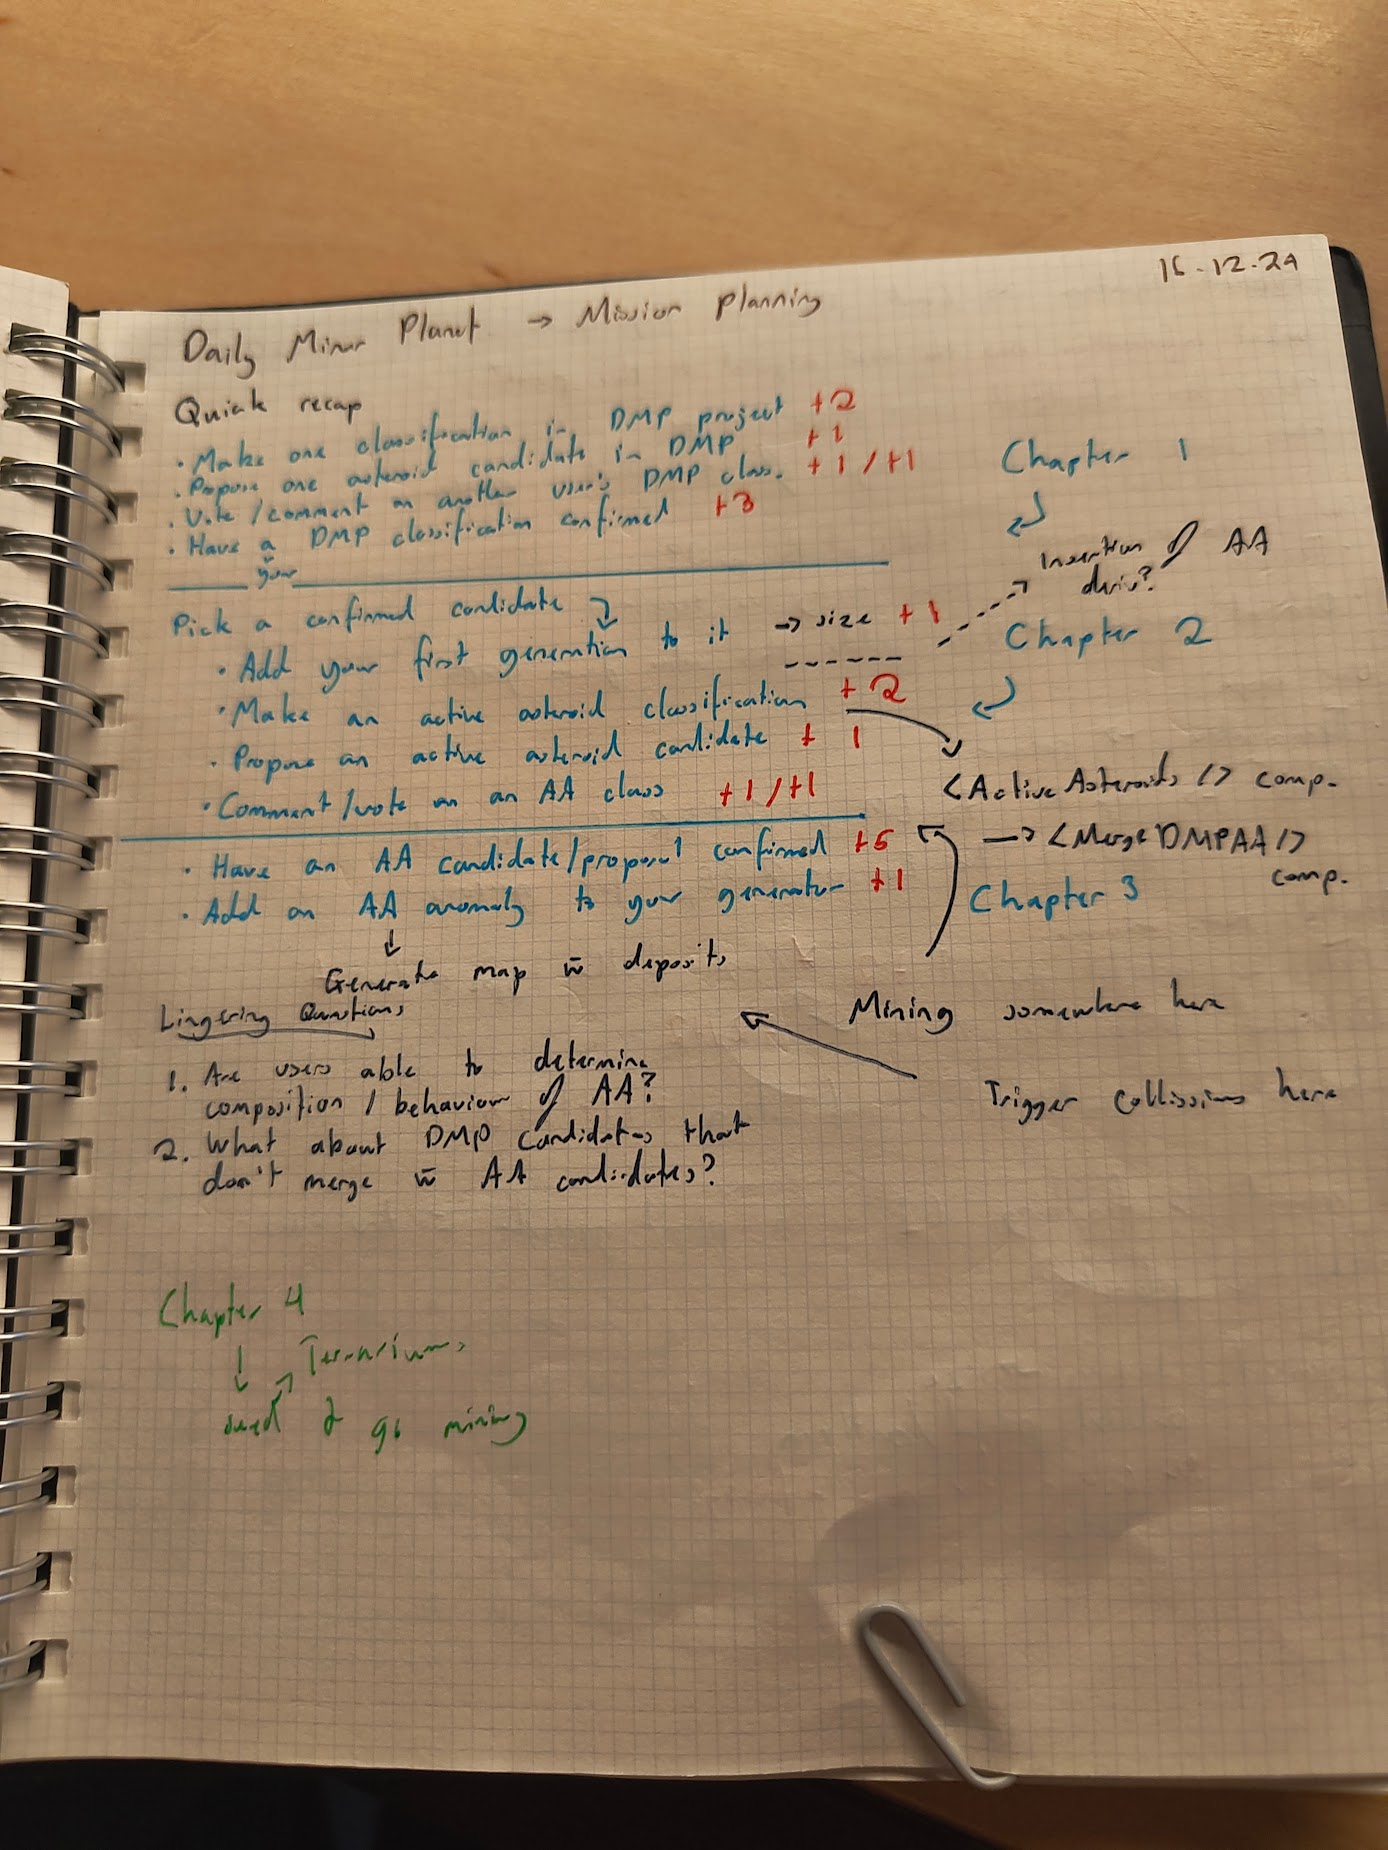 16.12.24
Daily Minor Planet → Mission Planning
Quick recap
• Make one classification in DMP project +2
• Propose one asteroid candidate in DMP +1
• Vote/comment on another user's DMP class. +1/+1
• Have a DMP classification confirmed +3
your
Chapter 1
Insertion of AA
deriv?
Pick a confirmed candidate
• Add your first generation to it → size +1
Chapter 2
• Make an active asteroid classification +2
• Propose an active asteroid candidate +1
• Comment/vote on an AA class +1/+1
<Active Asteroids /> comp.
→ <Merge DMPAA />
comp.
• Have an AA candidate/proposal confirmed +5
• Add an AA anomaly to your generator +1
Chapter 3
↓
Generate map w̄ deposits
Mining somewhere here
Trigger collissions here
Lingering Questions
1. Are users able to determine
composition / behaviour of AA?
2. What about DMP candidates that
don't merge w̄ AA candidates?
Chapter 4
↓ ↗ Terrariums
seed & go mining